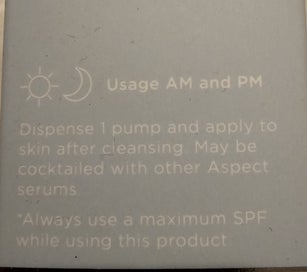 Usage AM and PM
Dispense 1 pump and apply to
skin after cleansing. May be
cocktailed with other Aspect
serums
*Always use a maximum SPF
while using this product